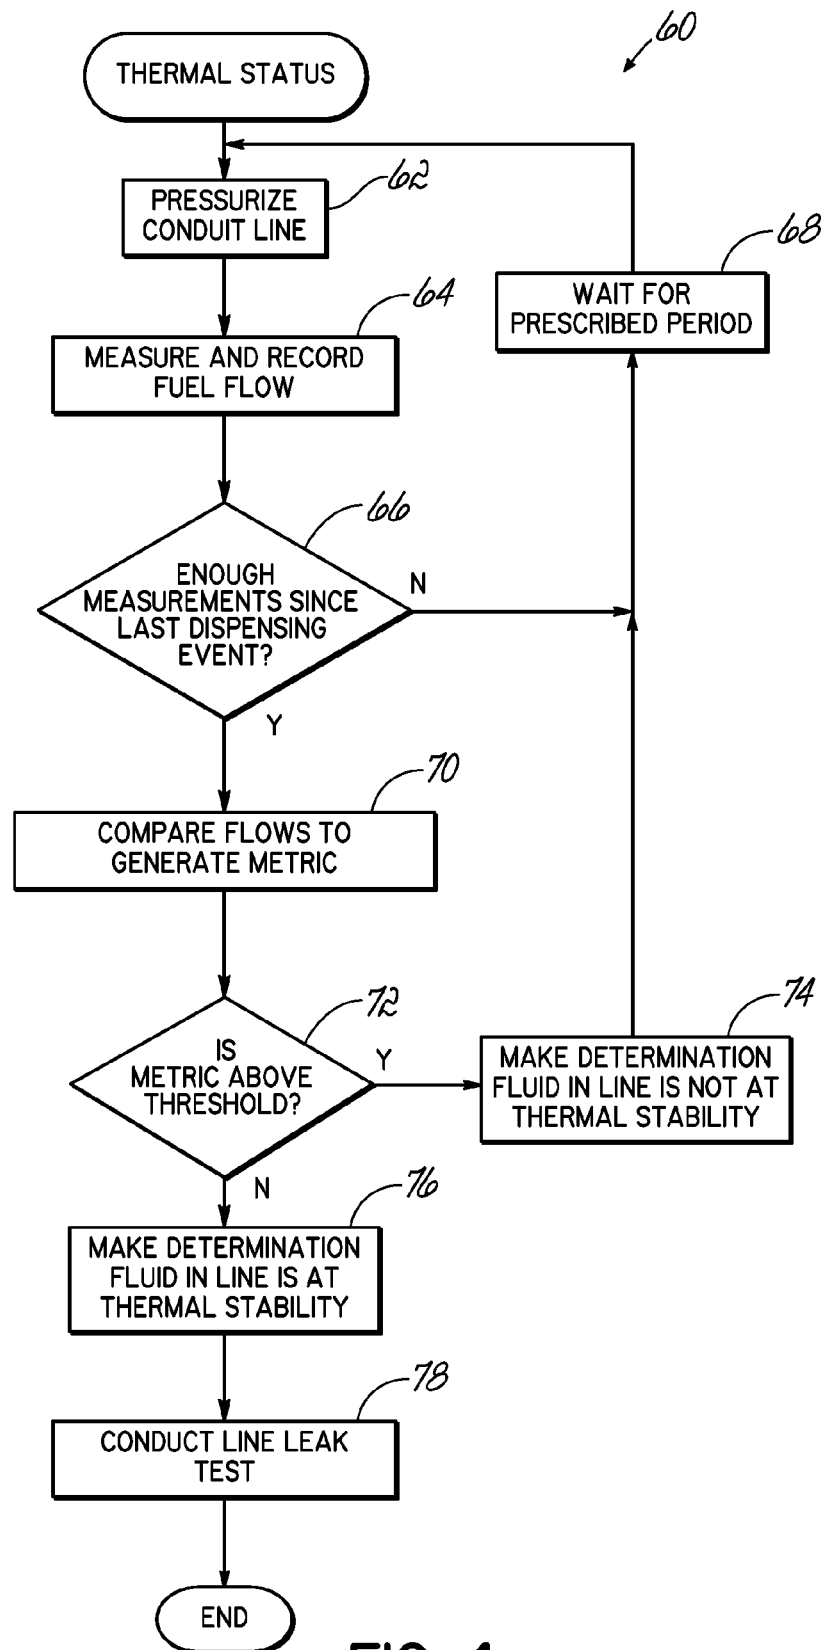 60
THERMAL STATUS
62
PRESSURIZE
CONDUIT LINE
68
WAIT FOR
PRESCRIBED PERIOD
64
MEASURE AND RECORD
FUEL FLOW
66
ENOUGH
MEASUREMENTS SINCE
LAST DISPENSING
EVENT?
N
Y
70
COMPARE FLOWS TO
GENERATE METRIC
72
IS
METRIC ABOVE
THRESHOLD?
Y
N
74
MAKE DETERMINATION
FLUID IN LINE IS NOT AT
THERMAL STABILITY
76
MAKE DETERMINATION
FLUID IN LINE IS AT
THERMAL STABILITY
78
CONDUCT LINE LEAK
TEST
END